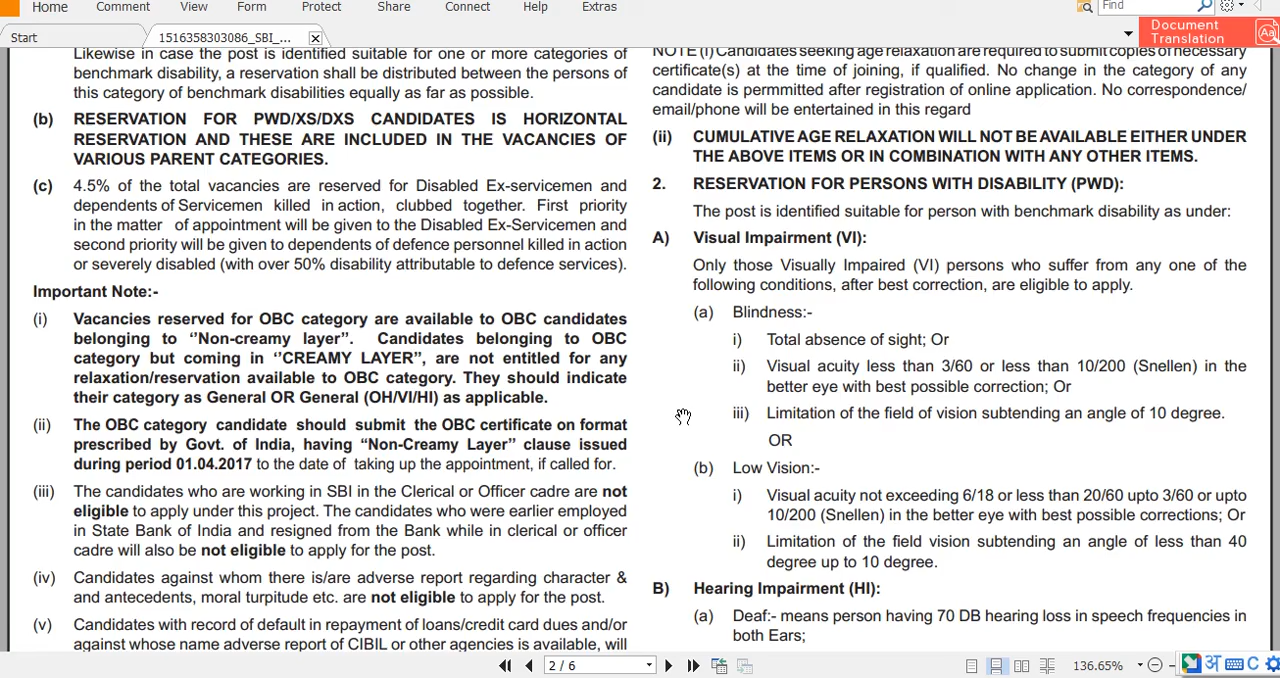 Home Comment View Form Protect Share Connect Help Extras Find
Start 1516358303086_SBI_... Document
Translation
Likewise in case the post is identified suitable for one or more categories of
benchmark disability, a reservation shall be distributed between the persons of
this category of benchmark disabilities equally as far as possible.
(b) RESERVATION FOR PWD/XS/DXS CANDIDATES IS HORIZONTAL
RESERVATION AND THESE ARE INCLUDED IN THE VACANCIES OF
VARIOUS PARENT CATEGORIES.
(c) 4.5% of the total vacancies are reserved for Disabled Ex-servicemen and
dependents of Servicemen killed in action, clubbed together. First priority
in the matter of appointment will be given to the Disabled Ex-Servicemen and
second priority will be given to dependents of defence personnel killed in action
or severely disabled (with over 50% disability attributable to defence services).
Important Note:-
(i) Vacancies reserved for OBC category are available to OBC candidates
belonging to ‘'Non-creamy layer”. Candidates belonging to OBC
category but coming in ‘'CREAMY LAYER”, are not entitled for any
relaxation/reservation available to OBC category. They should indicate
their category as General OR General (OH/VI/HI) as applicable.
(ii) The OBC category candidate should submit the OBC certificate on format
prescribed by Govt. of India, having “Non-Creamy Layer” clause issued
during period 01.04.2017 to the date of taking up the appointment, if called for.
(iii) The candidates who are working in SBI in the Clerical or Officer cadre are not
eligible to apply under this project. The candidates who were earlier employed
in State Bank of India and resigned from the Bank while in clerical or officer
cadre will also be not eligible to apply for the post.
(iv) Candidates against whom there is/are adverse report regarding character &
and antecedents, moral turpitude etc. are not eligible to apply for the post.
(v) Candidates with record of default in repayment of loans/credit card dues and/or
against whose name adverse report of CIBIL or other agencies is available, will
NOTE (I) Candidates seeking age relaxation are required to submit copies of necessary
certificate(s) at the time of joining, if qualified. No change in the category of any
candidate is permmitted after registration of online application. No correspondence/
email/phone will be entertained in this regard
(ii) CUMULATIVE AGE RELAXATION WILL NOT BE AVAILABLE EITHER UNDER
THE ABOVE ITEMS OR IN COMBINATION WITH ANY OTHER ITEMS.
2. RESERVATION FOR PERSONS WITH DISABILITY (PWD):
The post is identified suitable for person with benchmark disability as under:
A) Visual Impairment (VI):
Only those Visually Impaired (VI) persons who suffer from any one of the
following conditions, after best correction, are eligible to apply.
(a) Blindness:-
i) Total absence of sight; Or
ii) Visual acuity less than 3/60 or less than 10/200 (Snellen) in the
better eye with best possible correction; Or
iii) Limitation of the field of vision subtending an angle of 10 degree.
OR
(b) Low Vision:-
i) Visual acuity not exceeding 6/18 or less than 20/60 upto 3/60 or upto
10/200 (Snellen) in the better eye with best possible corrections; Or
ii) Limitation of the field vision subtending an angle of less than 40
degree up to 10 degree.
B) Hearing Impairment (HI):
(a) Deaf:- means person having 70 DB hearing loss in speech frequencies in
both Ears;
2 / 6 136.65% अ C